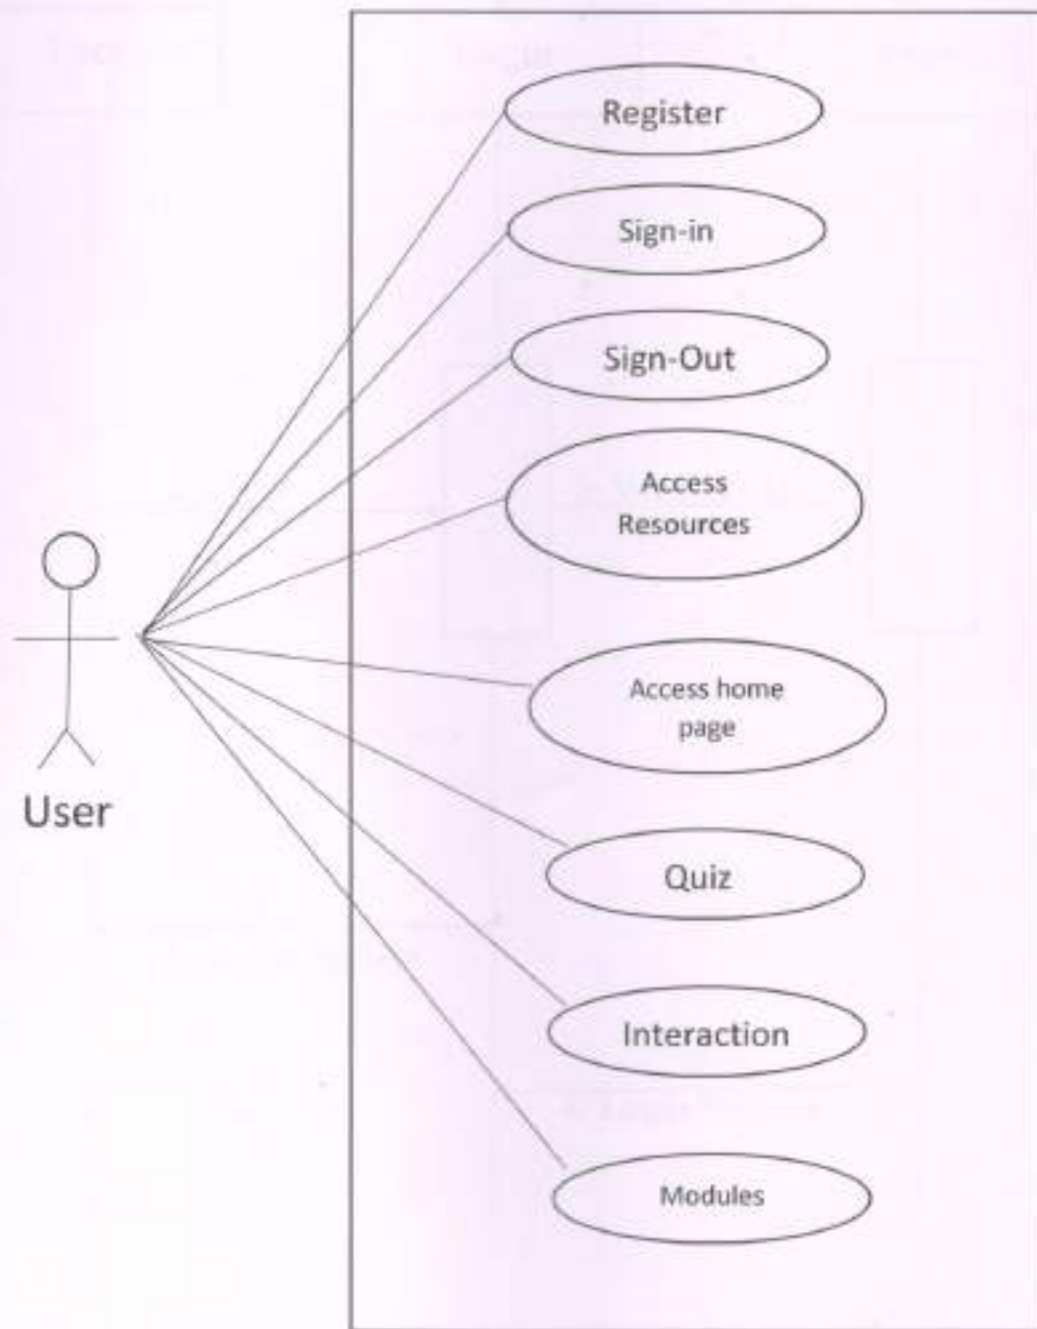 Register
Sign-in
Sign-Out
Access
Resources
Access home
page
User
Quiz
Interaction
Modules